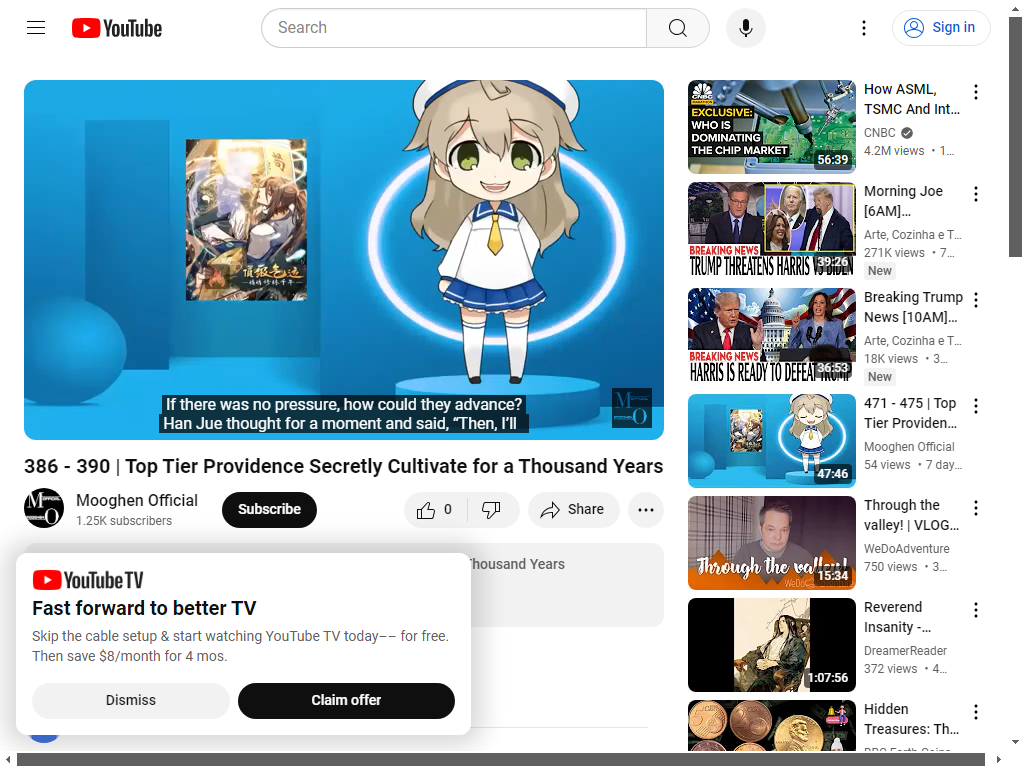 YouTube
Search
Sign in
If there was no pressure, how could they advance?
Han Jue thought for a moment and said, “Then, I’ll
386 - 390 | Top Tier Providence Secretly Cultivate for a Thousand Years
Mooghen Official
1.25K subscribers
Subscribe
0
Share
Thousand Years
YouTube TV
Fast forward to better TV
Skip the cable setup & start watching YouTube TV today–– for free.
Then save $8/month for 4 mos.
Dismiss
Claim offer
CNBC
MARATHON
EXCLUSIVE:
WHO IS
DOMINATING
THE CHIP MARKET
56:39
How ASML,
TSMC And Int...
CNBC
4.2M views • 1...
BREAKING NEWS
TRUMP THREATENS HARRIS VS BIDEN
39:26
Morning Joe
[6AM]...
Arte, Cozinha e T...
271K views • 7...
New
BREAKING NEWS
HARRIS IS READY TO DEFEAT TRUMP
36:53
Breaking Trump
News [10AM]...
Arte, Cozinha e T...
18K views • 3...
New
47:46
471 - 475 | Top
Tier Providen...
Mooghen Official
54 views • 7 day...
Through the valley!
15:34
Through the
valley! | VLOG...
WeDoAdventure
750 views • 3...
1:07:56
Reverend
Insanity -...
DreamerReader
372 views • 4...
Hidden
Treasures: Th...